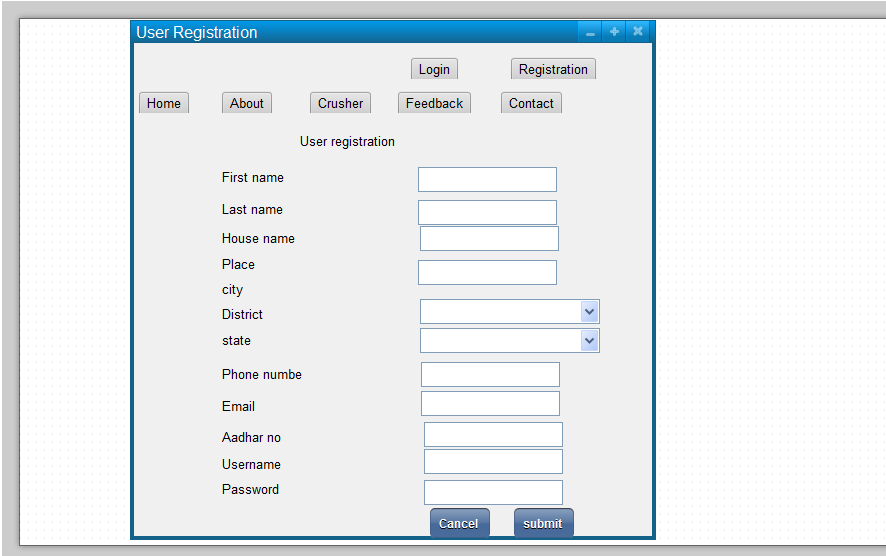 User Registration
Login Registration
Home About Crusher Feedback Contact
User registration
First name
Last name
House name
Place
city
District
state
Phone numbe
Email
Aadhar no
Username
Password
Cancel submit